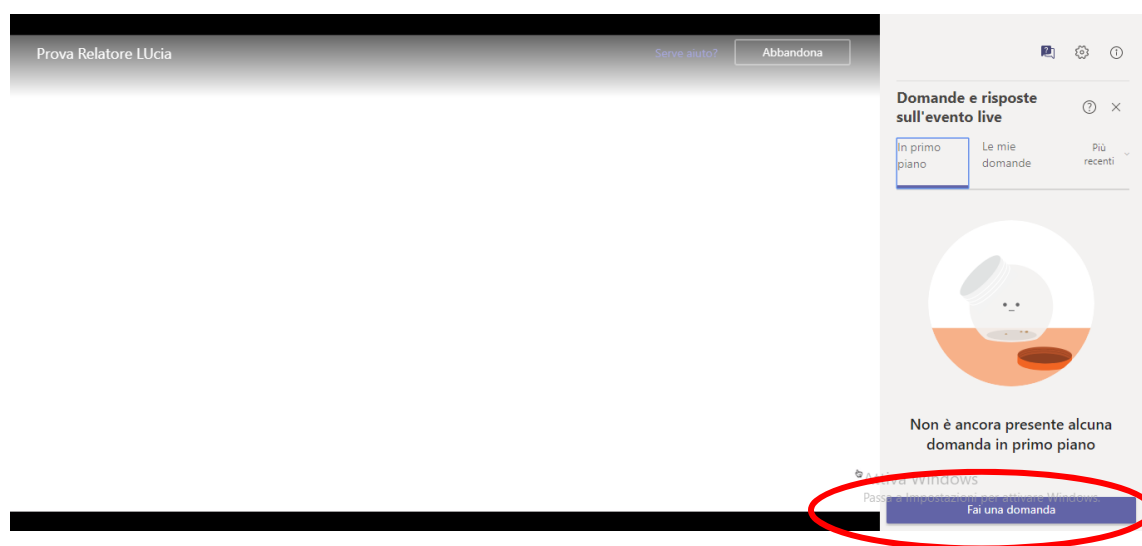 Prova Relatore LUcia
Serve aiuto?
Abbandona
Domande e risposte
sull'evento live
In primo
piano
Le mie
domande
Più
recenti
Non è ancora presente alcuna
domanda in primo piano
Attiva Windows
Passa a Impostazioni per attivare Windows.
Fai una domanda